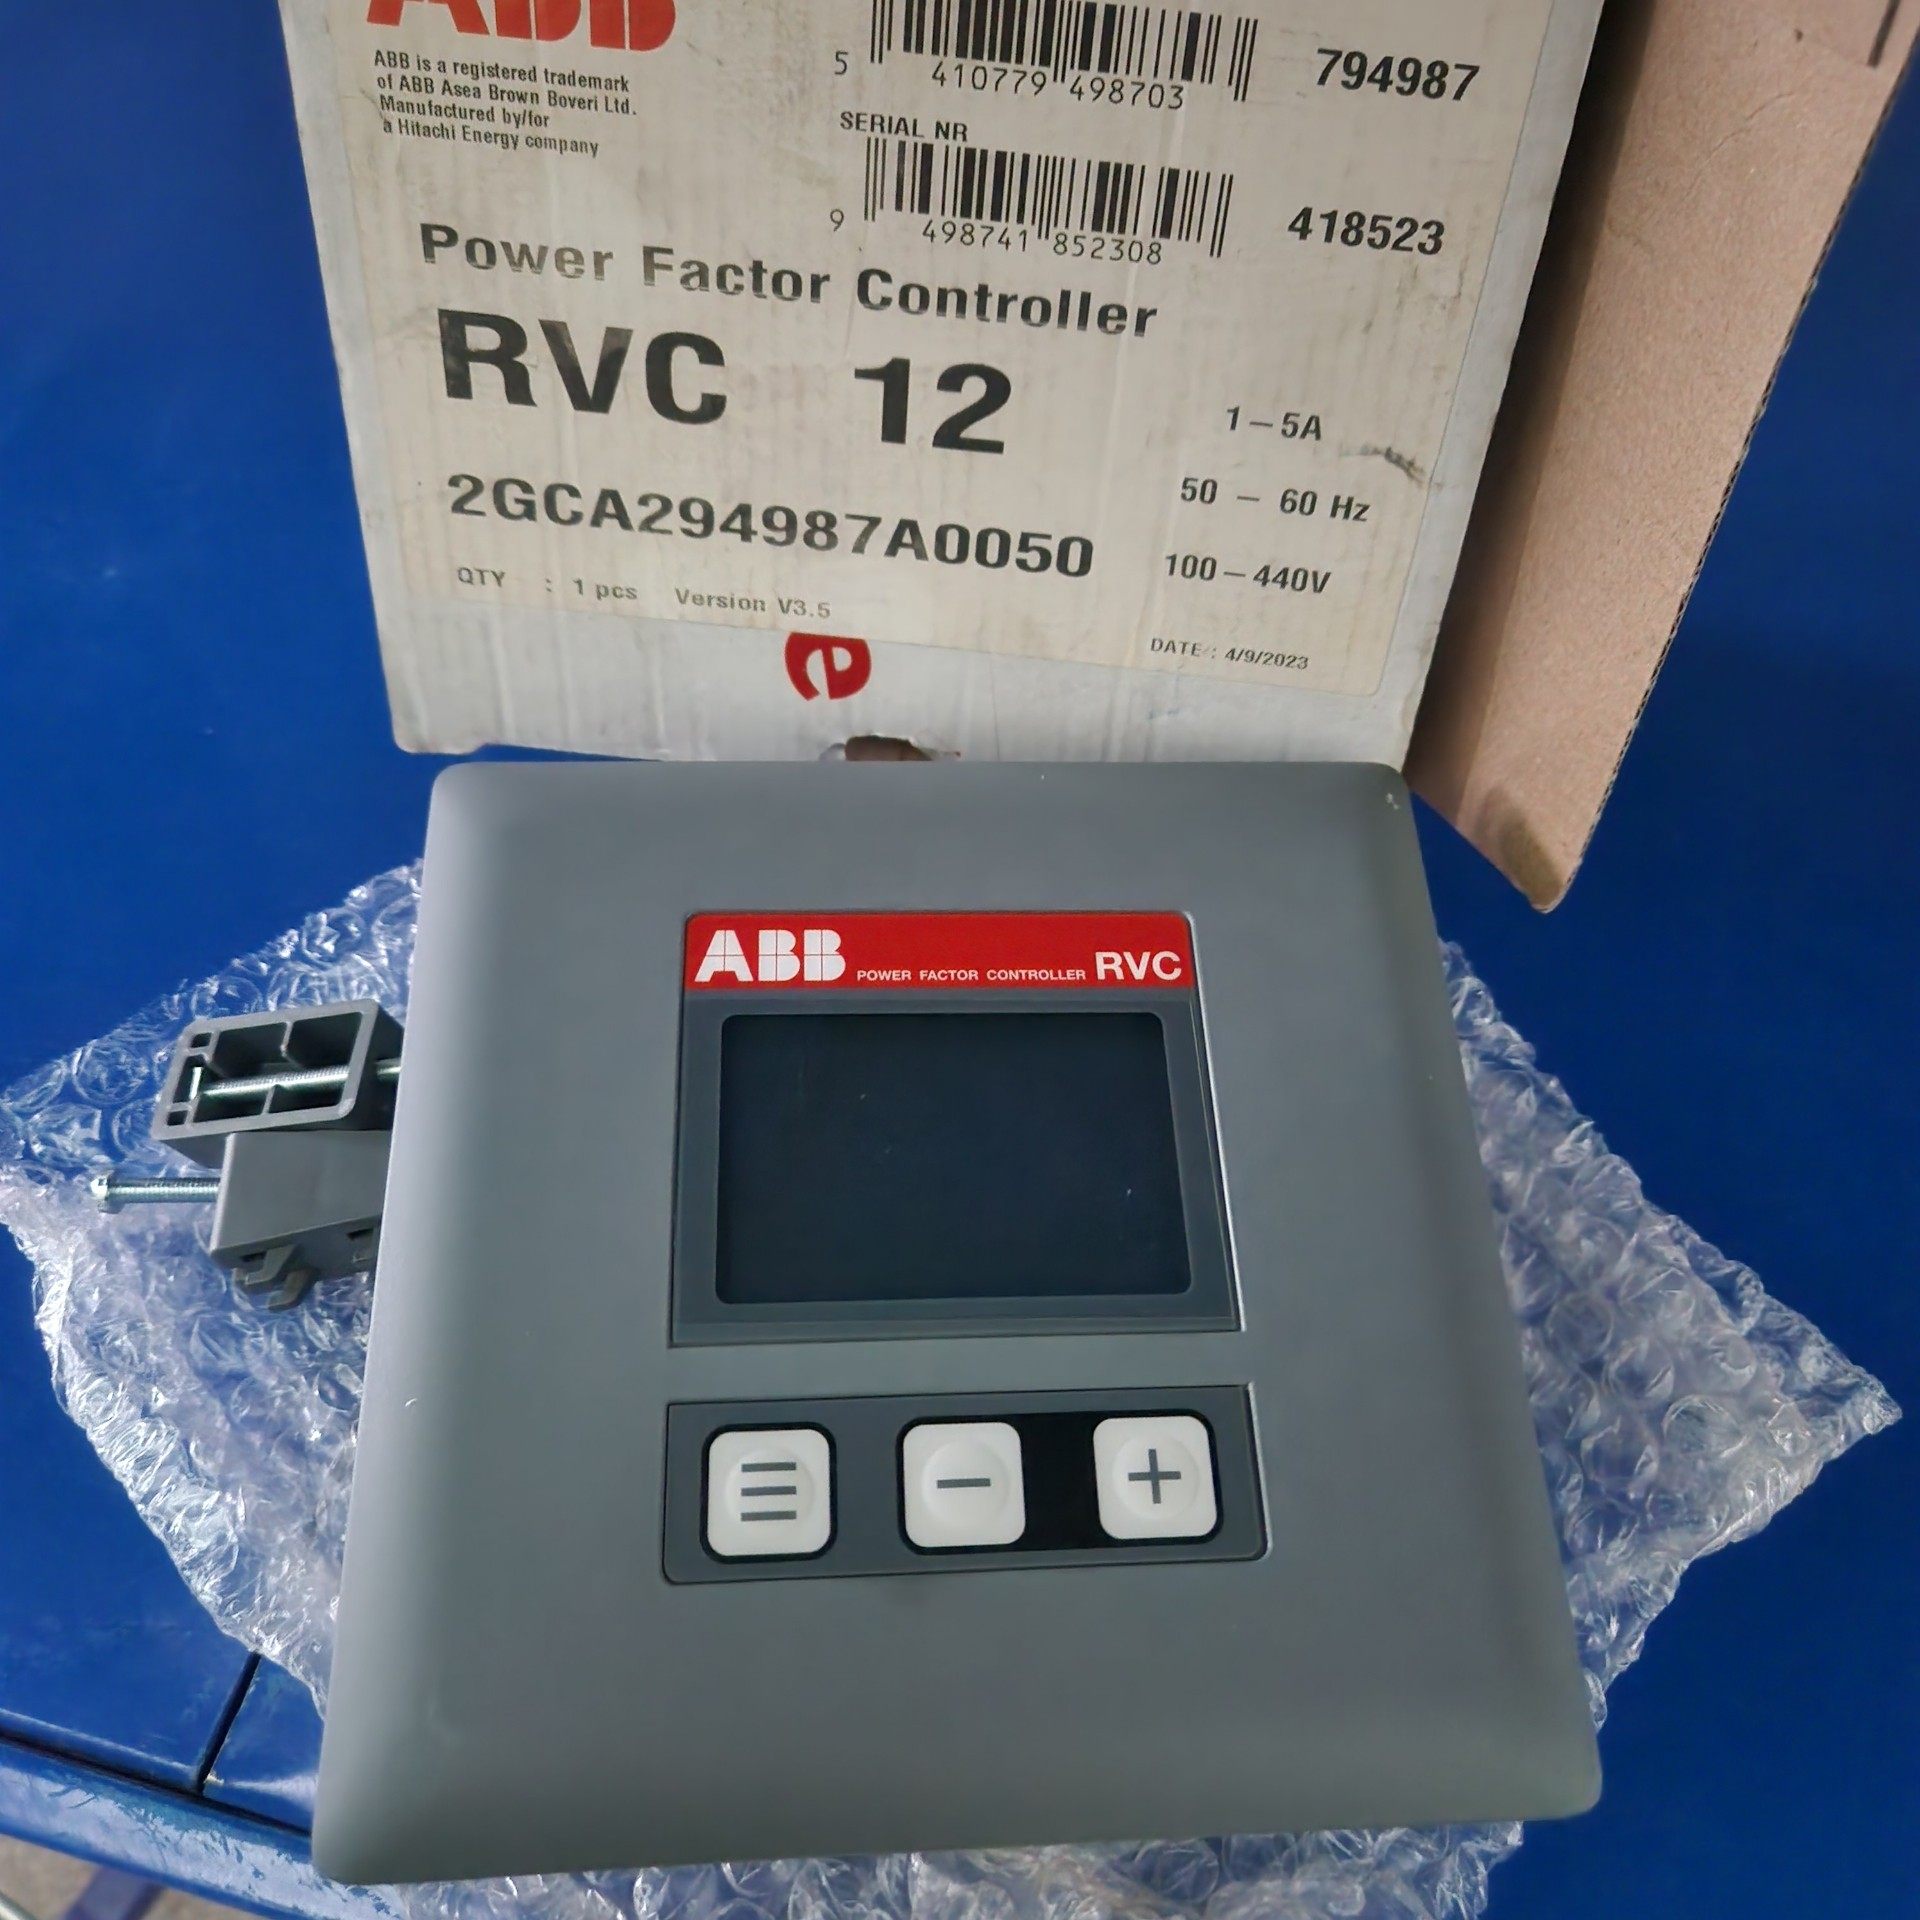 ABB
ABB is a registered trademark
of ABB Asea Brown Boveri Ltd.
Manufactured by/for
a Hitachi Energy company
5 410779 498703
794987
SERIAL NR
9 498741 852308
418523
Power Factor Controller
RVC 12
1-5A
2GCA294987A0050
50 - 60 Hz
100-440V
QTY : 1 pcs Version V3.5
DATE : 4/9/2023
ABB POWER FACTOR CONTROLLER RVC